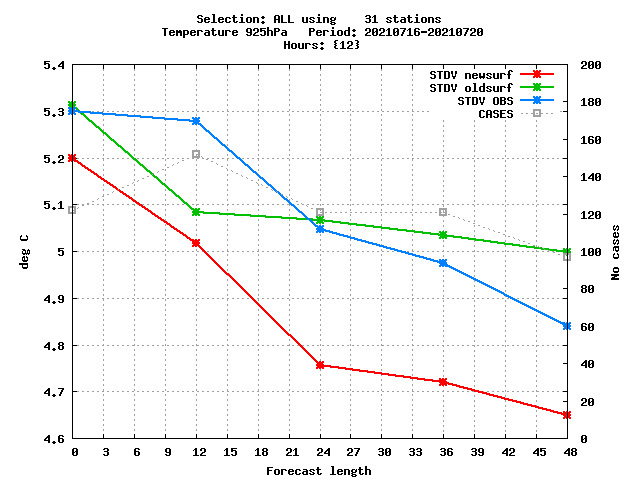 Selection: ALL using    31 stations
Temperature 925hPa   Period: 20210716-20210720
Hours: {12}
STDV newsurf
STDV oldsurf
STDV OBS
CASES
5.4
5.3
5.2
5.1
5
4.9
4.8
4.7
4.6
deg C
200
180
160
140
120
100
80
60
40
20
0
No cases
0 3 6 9 12 15 18 21 24 27 30 33 36 39 42 45 48
Forecast length